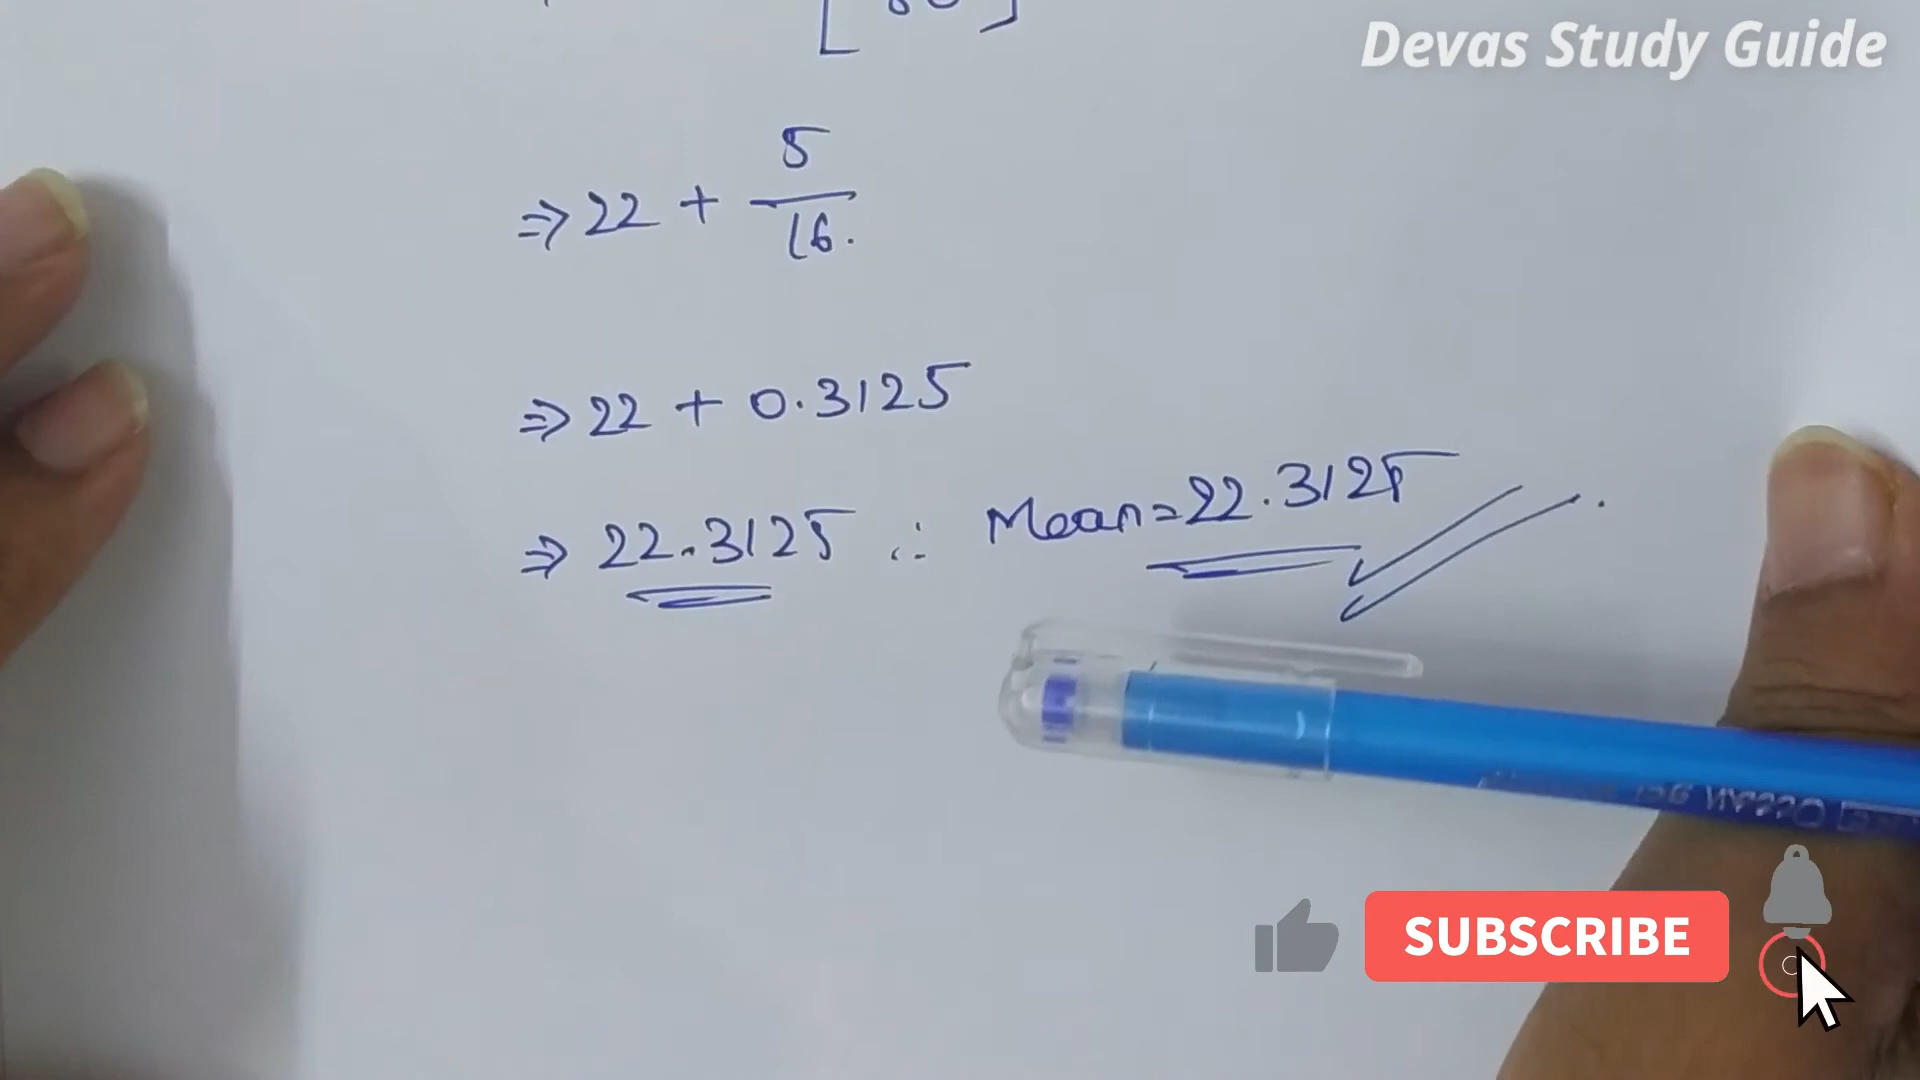 Devas Study Guide
⇒ 22 + 5/16.
⇒ 22 + 0.3125
⇒ 22.3125 ∴ Mean = 22.3125
SUBSCRIBE